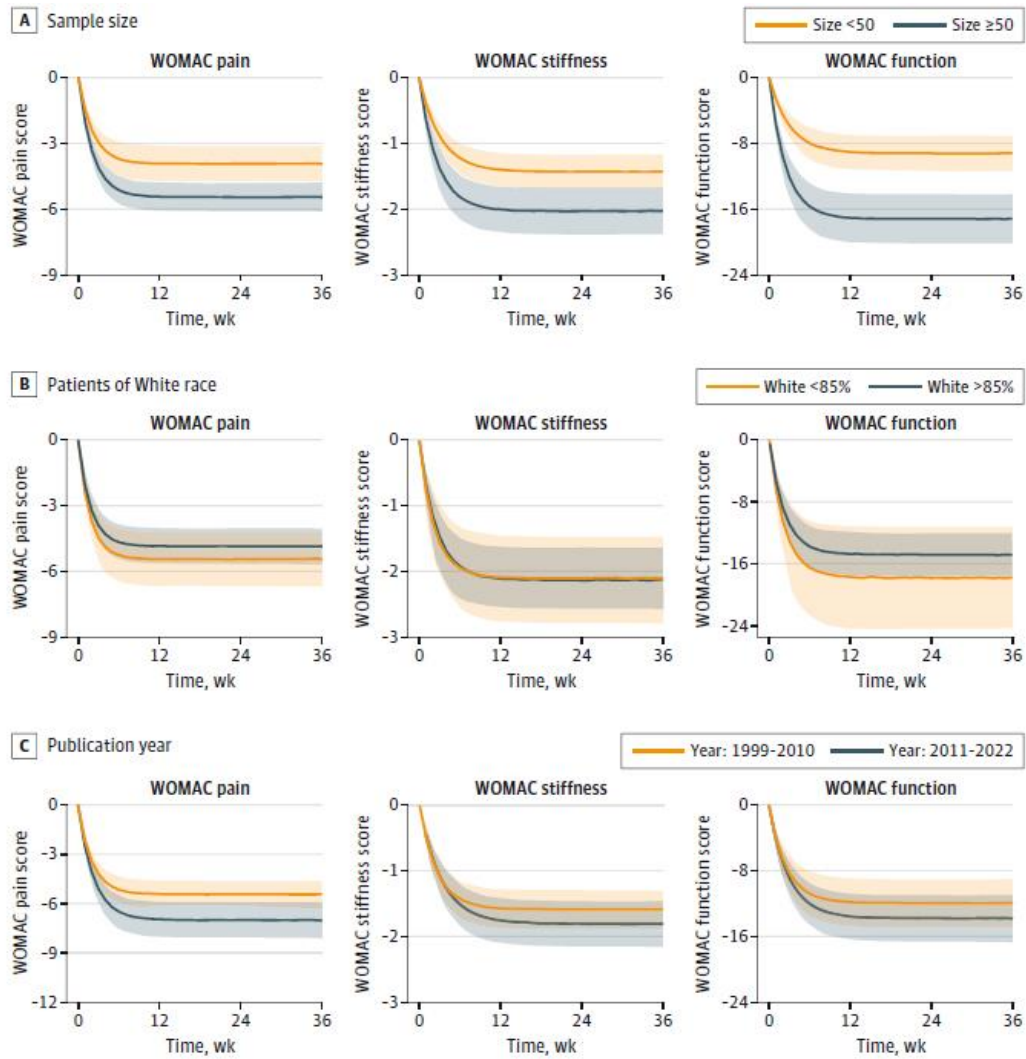 A Sample size
Size <50 Size ≥50
WOMAC pain WOMAC stiffness WOMAC function
WOMAC pain score
0
-3
-6
-9
0 12 24 36
Time, wk
WOMAC stiffness score
0
-1
-2
-3
0 12 24 36
Time, wk
WOMAC function score
0
-8
-16
-24
0 12 24 36
Time, wk
B Patients of White race
White <85% White >85%
WOMAC pain WOMAC stiffness WOMAC function
WOMAC pain score
0
-3
-6
-9
0 12 24 36
Time, wk
WOMAC stiffness score
0
-1
-2
-3
0 12 24 36
Time, wk
WOMAC function score
0
-8
-16
-24
0 12 24 36
Time, wk
C Publication year
Year: 1999-2010 Year: 2011-2022
WOMAC pain WOMAC stiffness WOMAC function
WOMAC pain score
0
-3
-6
-9
-12
0 12 24 36
Time, wk
WOMAC stiffness score
0
-1
-2
-3
0 12 24 36
Time, wk
WOMAC function score
0
-8
-16
-24
0 12 24 36
Time, wk